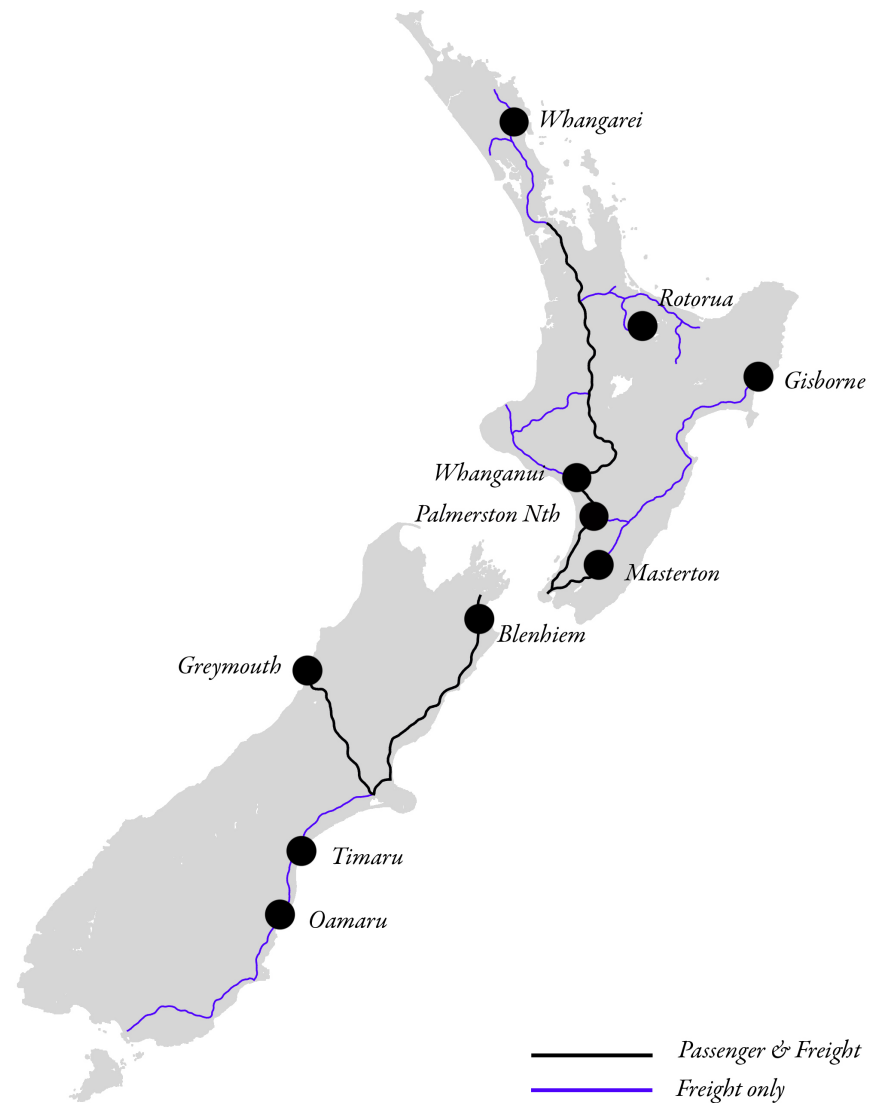 Whangarei
Rotorua
Gisborne
Whanganui
Palmerston Nth
Masterton
Blenhiem
Greymouth
Timaru
Oamaru
Passenger & Freight
Freight only